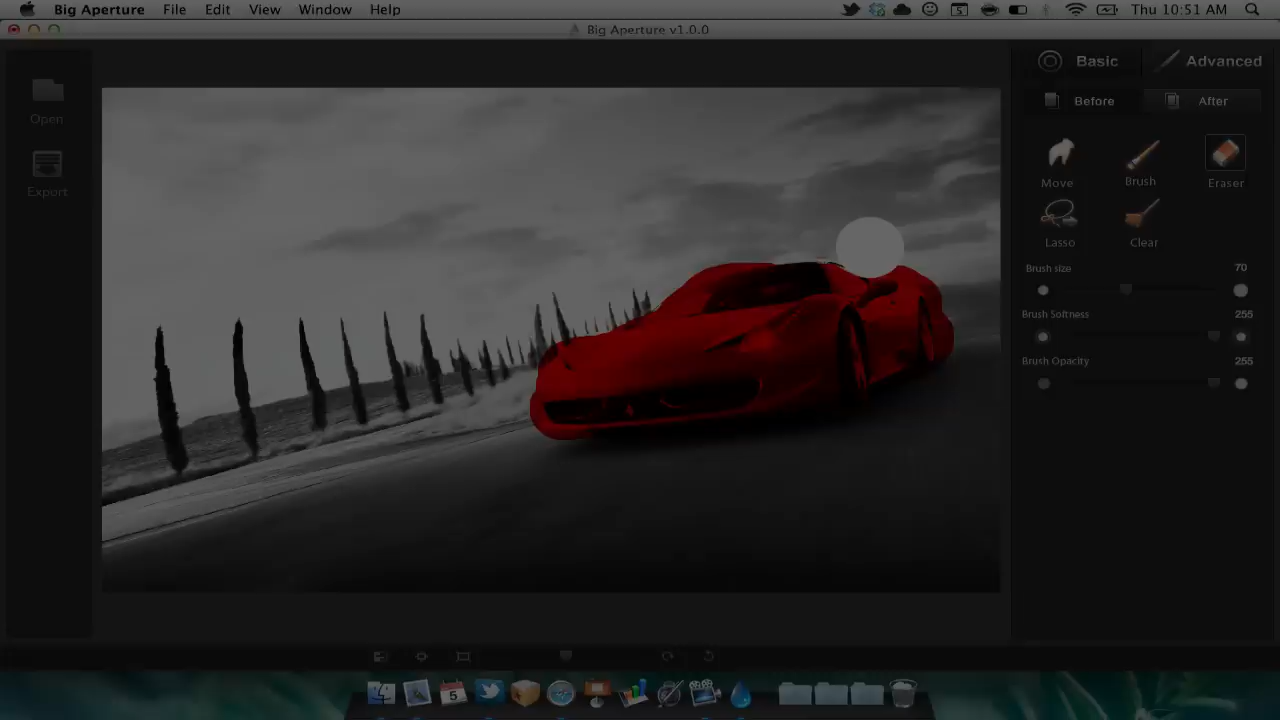 Big Aperture File Edit View Window Help 5 Thu 10:51 AM
Big Aperture v1.0.0
Basic Advanced
Before After
Open
Export
Move Brush Eraser
Lasso Clear
Brush size 70
Brush Softness 255
Brush Opacity 255
5